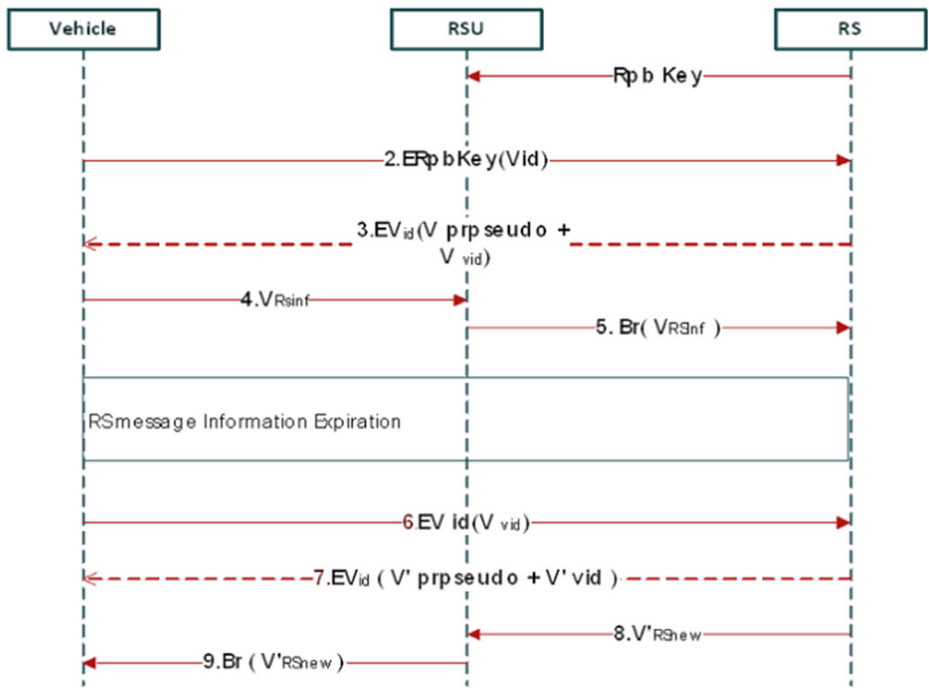 Vehicle RSU RS
Rpb Key
2.ERpbKey(Vid)
3.EVid(V prpseudo +
V vid)
4.VRsinf
5. Br( VRSinf )
RSmessage Information Expiration
6.EV id(V vid)
7.EVid ( V' prpseudo + V' vid )
8.V'RSnew
9.Br ( V'RSnew )